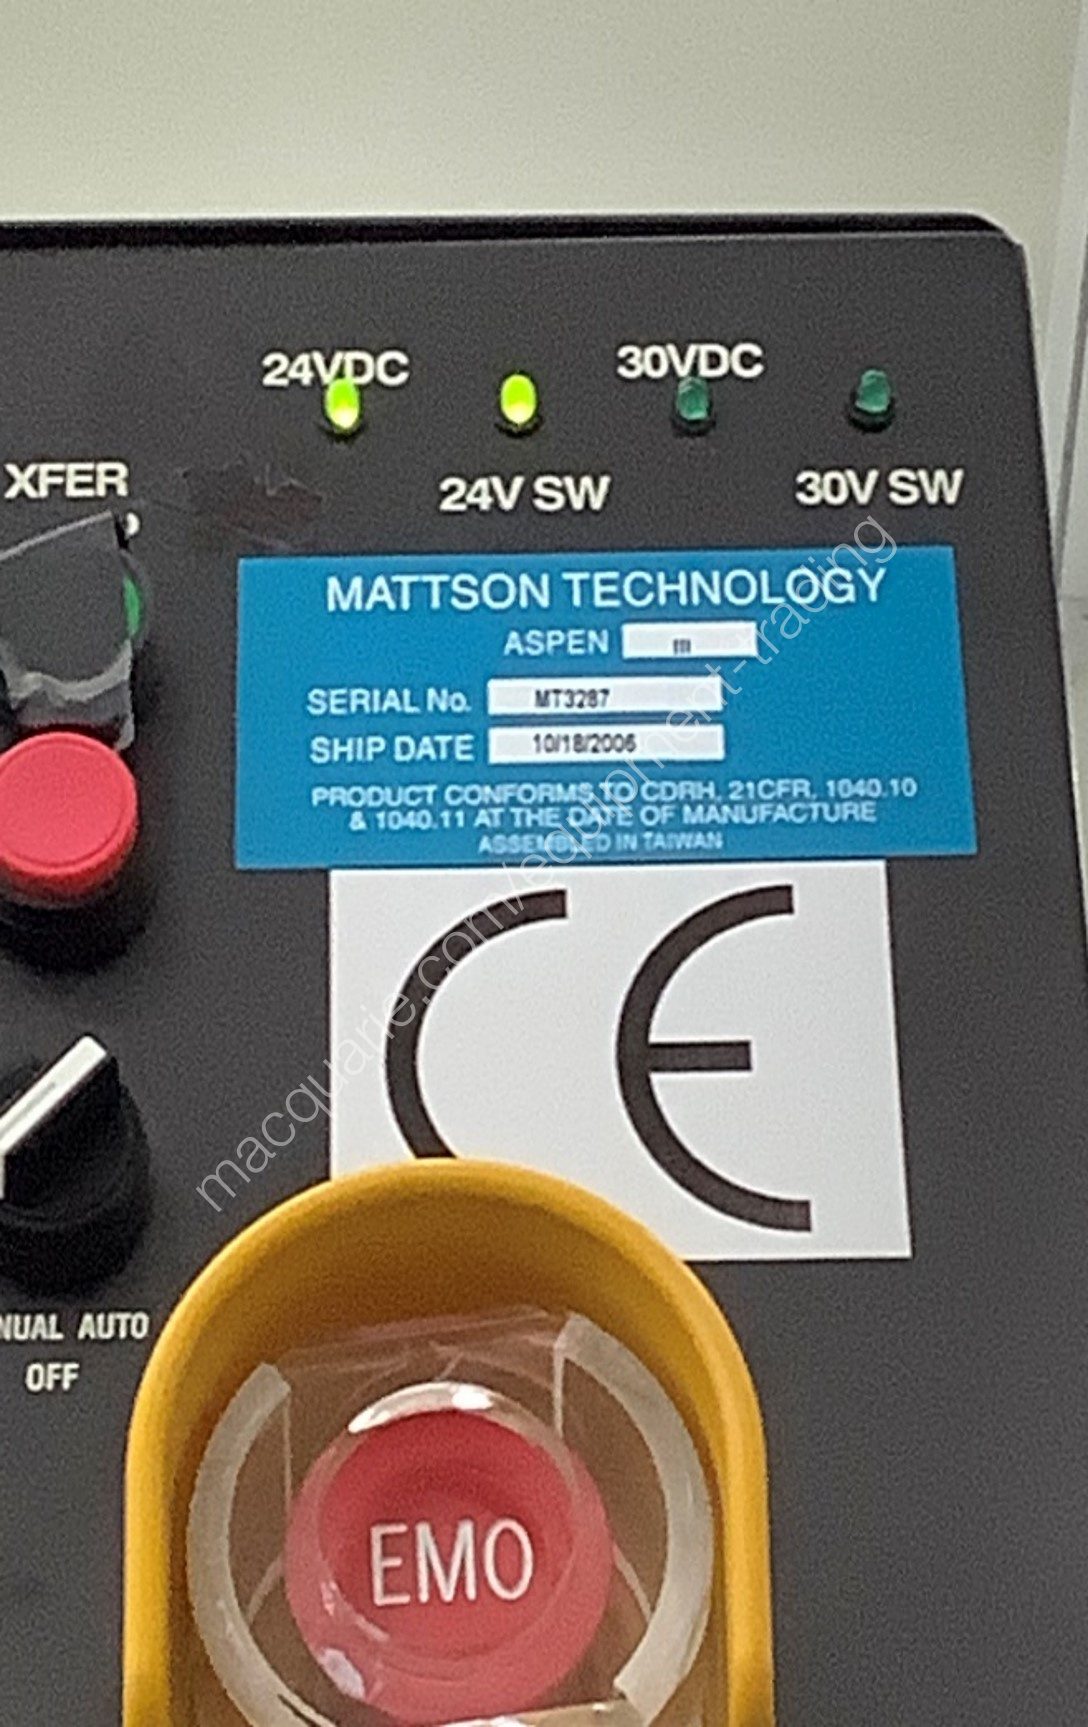 24VDC
30VDC
XFER
24V SW
30V SW
MATTSON TECHNOLOGY
ASPEN III
SERIAL No. MT3287
SHIP DATE 10/18/2006
PRODUCT CONFORMS TO CDRH, 21CFR, 1040.10
& 1040.11 AT THE DATE OF MANUFACTURE
ASSEMBLED IN TAIWAN
CE
NUAL AUTO
OFF
EMO
macquarie.com/equipment-trading